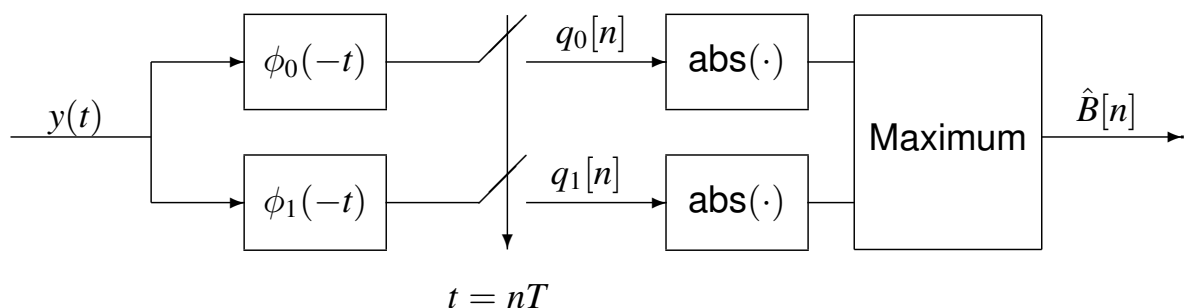 ϕ₀(−t)
q₀[n]
abs(·)
y(t)
Maximum
B̂[n]
ϕ₁(−t)
q₁[n]
abs(·)
t = nT